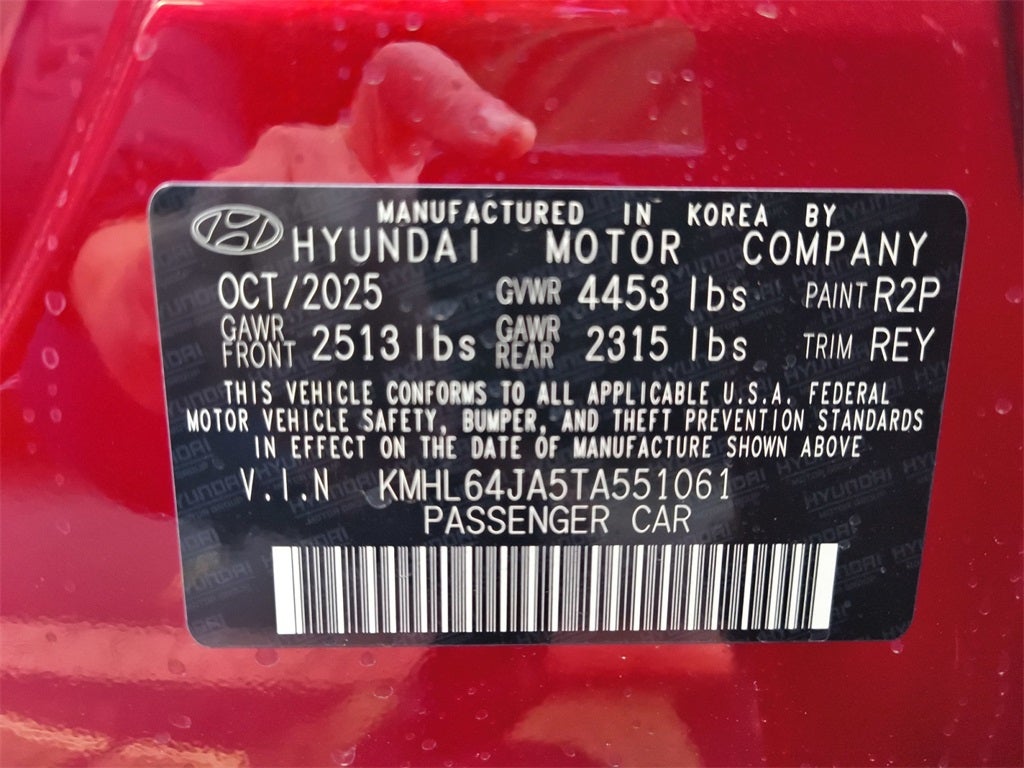 MANUFACTURED IN KOREA BY
HYUNDAI MOTOR COMPANY
OCT/2025 GVWR 4453 lbs PAINT R2P
GAWR FRONT 2513 lbs GAWR REAR 2315 lbs TRIM REY
THIS VEHICLE CONFORMS TO ALL APPLICABLE U.S.A. FEDERAL
MOTOR VEHICLE SAFETY, BUMPER, AND THEFT PREVENTION STANDARDS
IN EFFECT ON THE DATE OF MANUFACTURE SHOWN ABOVE
V.I.N KMHL64JA5TA551061
PASSENGER CAR